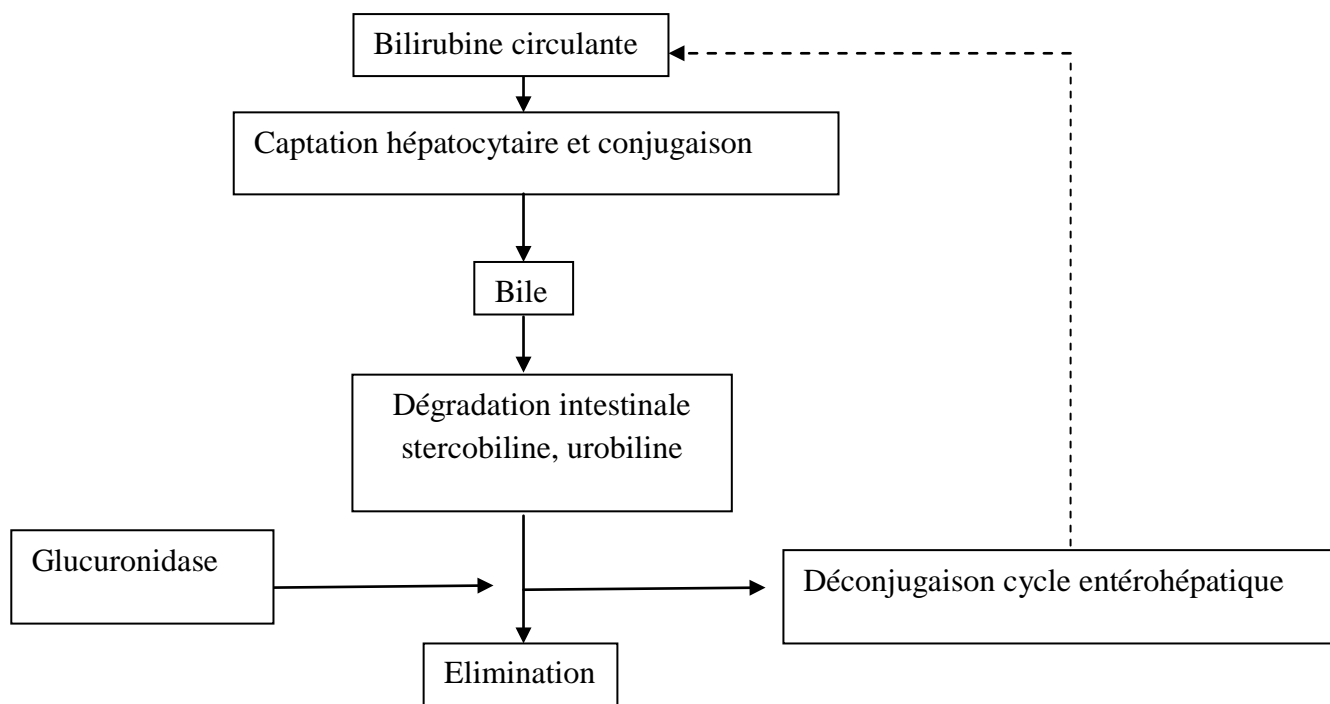 Bilirubine circulante
Captation hépatocytaire et conjugaison
Bile
Dégradation intestinale
stercobiline, urobiline
Glucuronidase
Déconjugaison cycle entérohépatique
Elimination